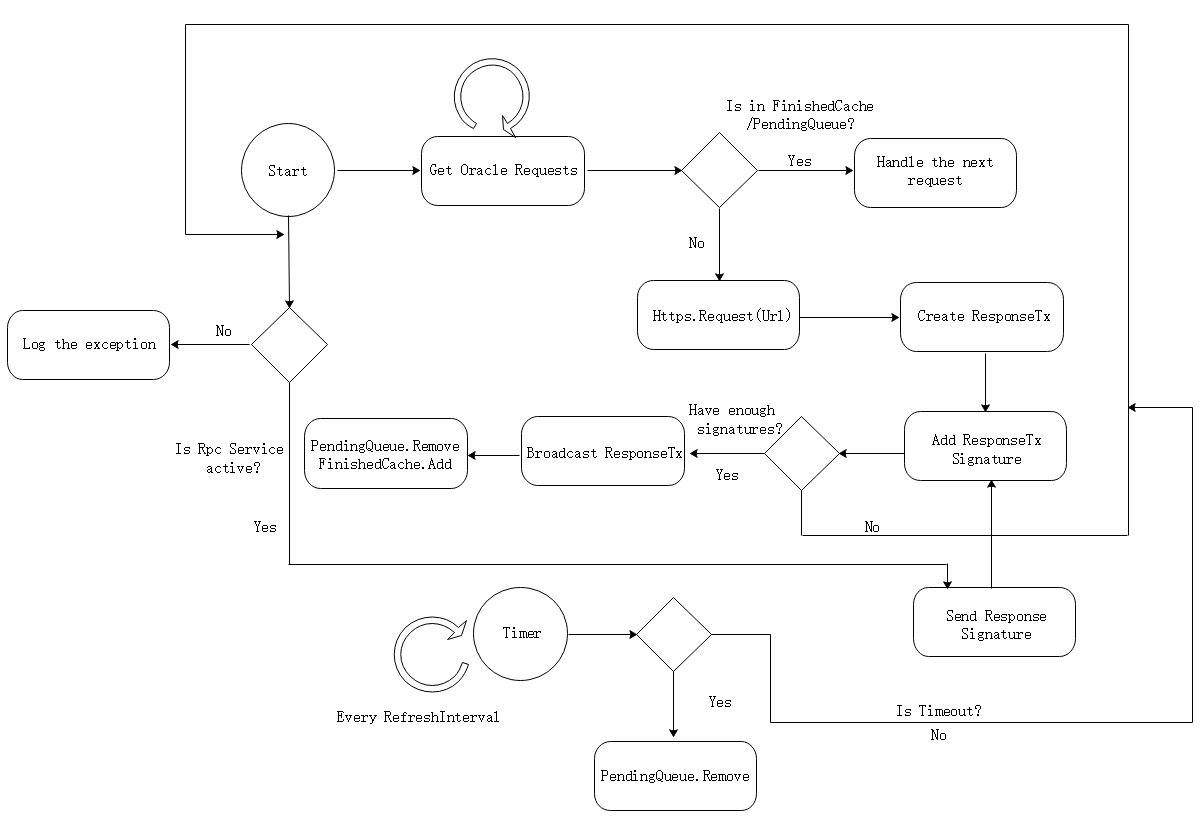 Is in FinishedCache
/PendingQueue?
Start
Get Oracle Requests
Yes
Handle the next
request
No
Https.Request(Url)
Create ResponseTx
No
Log the exception
Is Rpc Service
active?
Yes
PendingQueue.Remove
FinishedCache.Add
Broadcast ResponseTx
Have enough
signatures?
Yes
Add ResponseTx
Signature
No
Send Response
Signature
Timer
Every RefreshInterval
Yes
Is Timeout?
No
PendingQueue.Remove